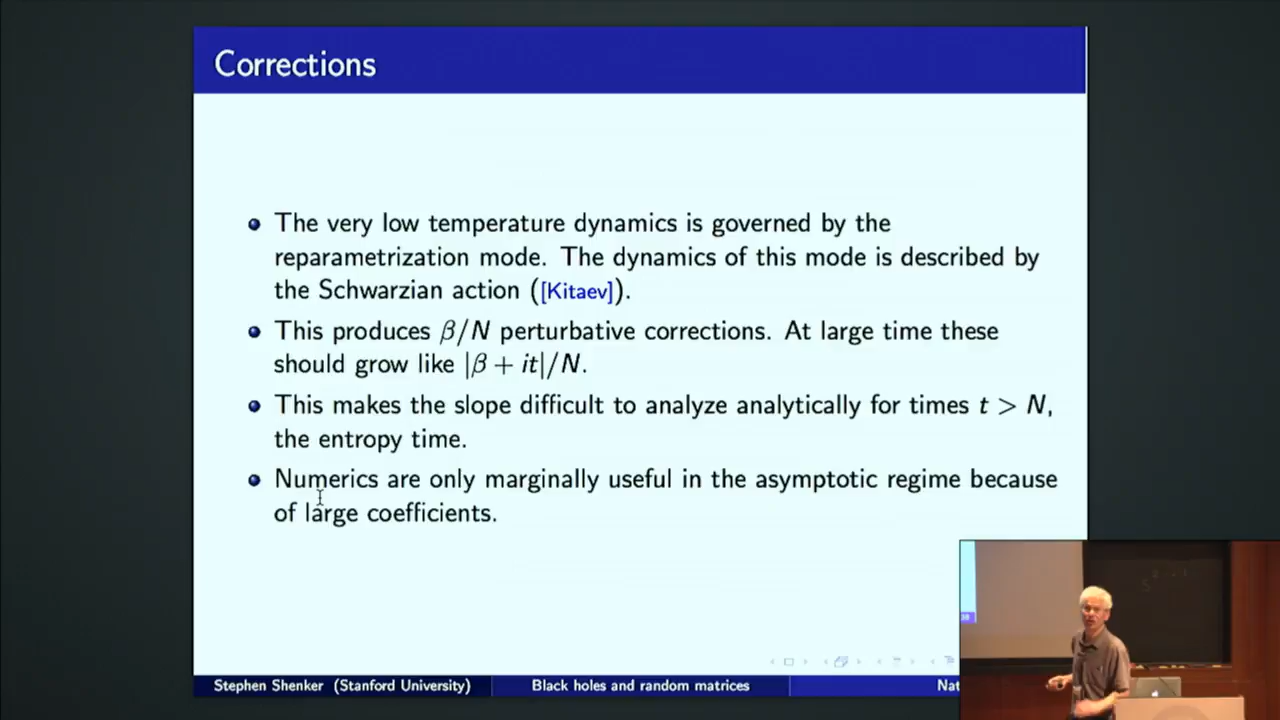 Corrections
The very low temperature dynamics is governed by the
reparametrization mode. The dynamics of this mode is described by
the Schwarzian action ([Kitaev]).
This produces β/N perturbative corrections. At large time these
should grow like |β + it|/N.
This makes the slope difficult to analyze analytically for times t > N,
the entropy time.
Numerics are only marginally useful in the asymptotic regime because
of large coefficients.
Stephen Shenker (Stanford University)
Black holes and random matrices
Nat